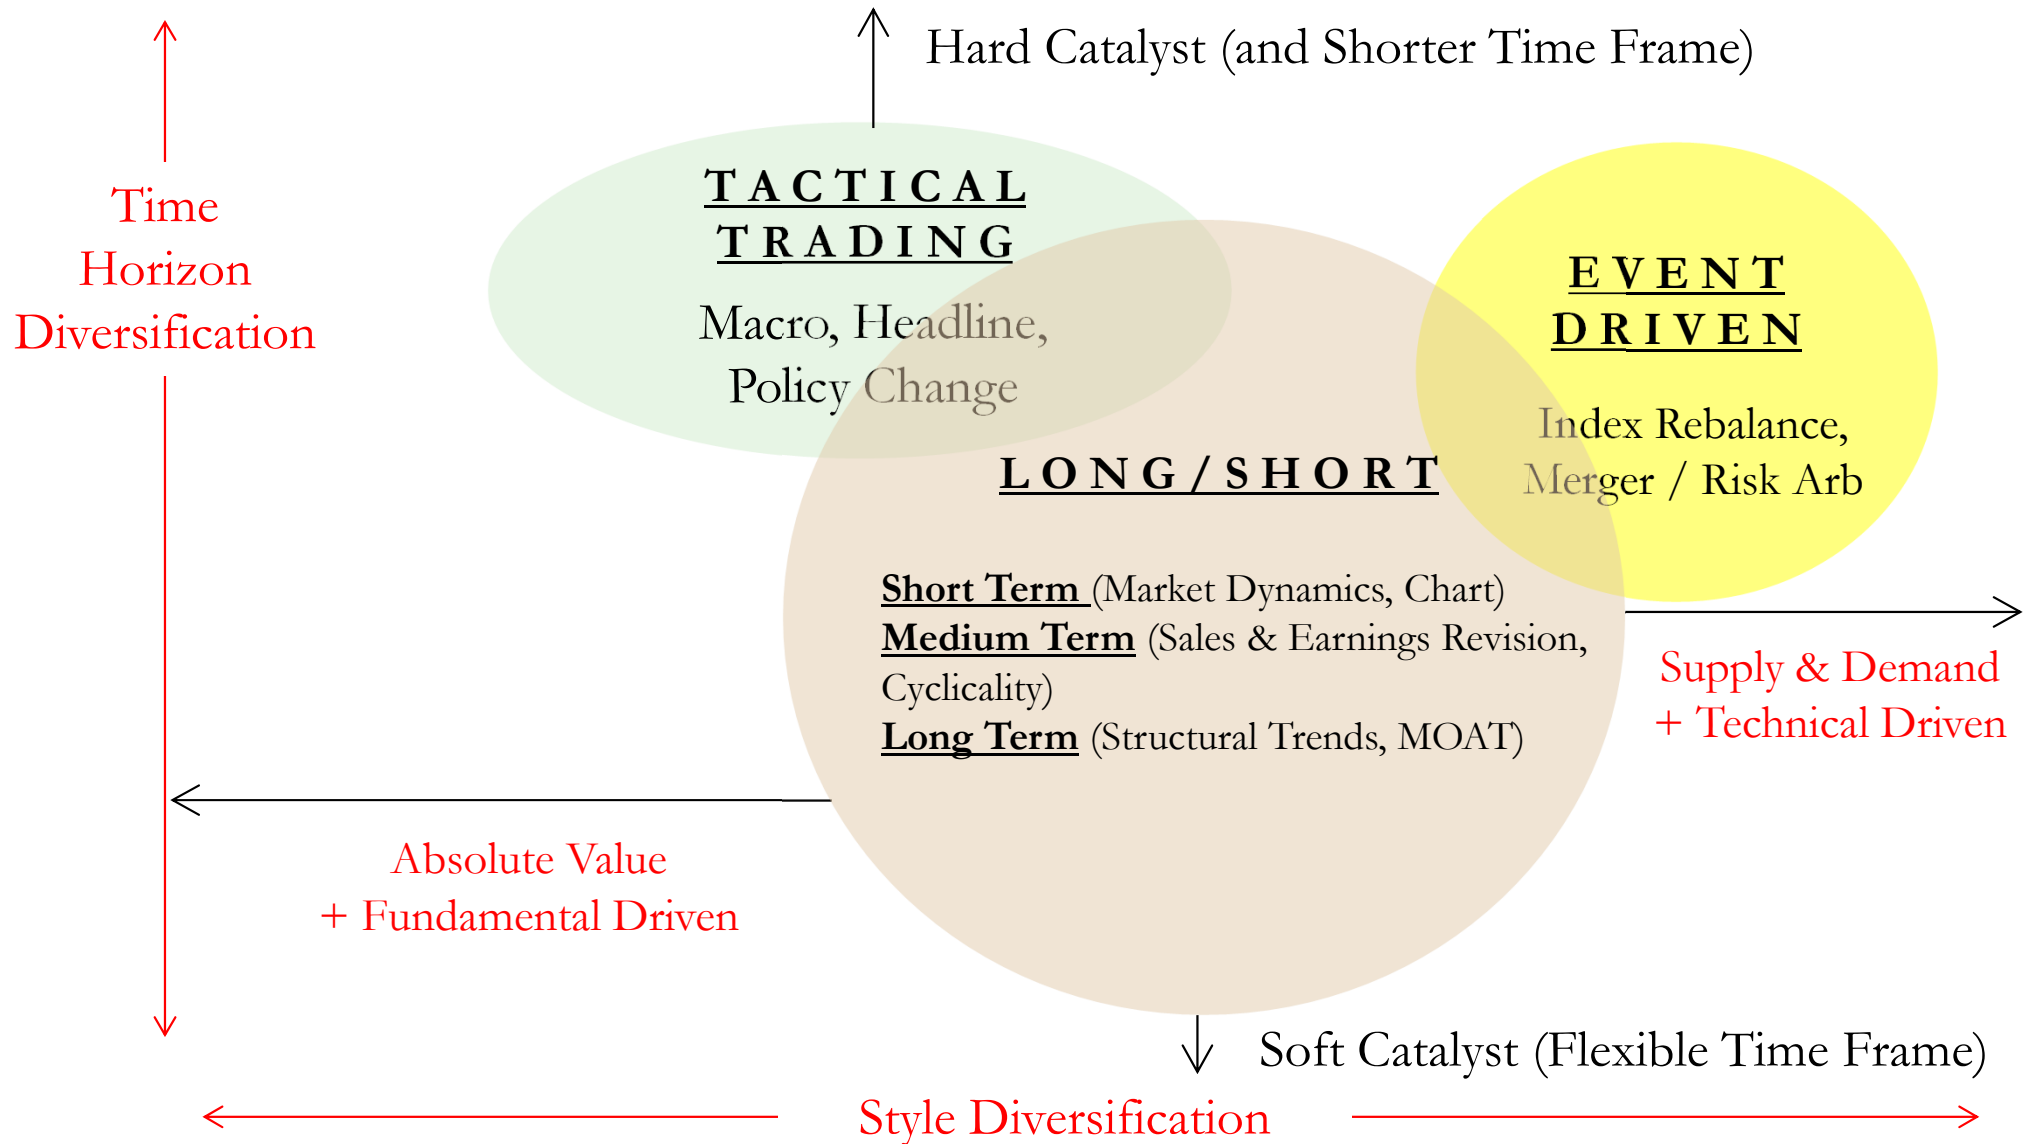 Hard Catalyst (and Shorter Time Frame)
Time
Horizon
Diversification
TACTICAL
TRADING
Macro, Headline,
Policy Change
EVENT
DRIVEN
Index Rebalance,
Merger / Risk Arb
LONG/SHORT
Short Term (Market Dynamics, Chart)
Medium Term (Sales & Earnings Revision,
Cyclicality)
Long Term (Structural Trends, MOAT)
Supply & Demand
+ Technical Driven
Absolute Value
+ Fundamental Driven
Soft Catalyst (Flexible Time Frame)
Style Diversification